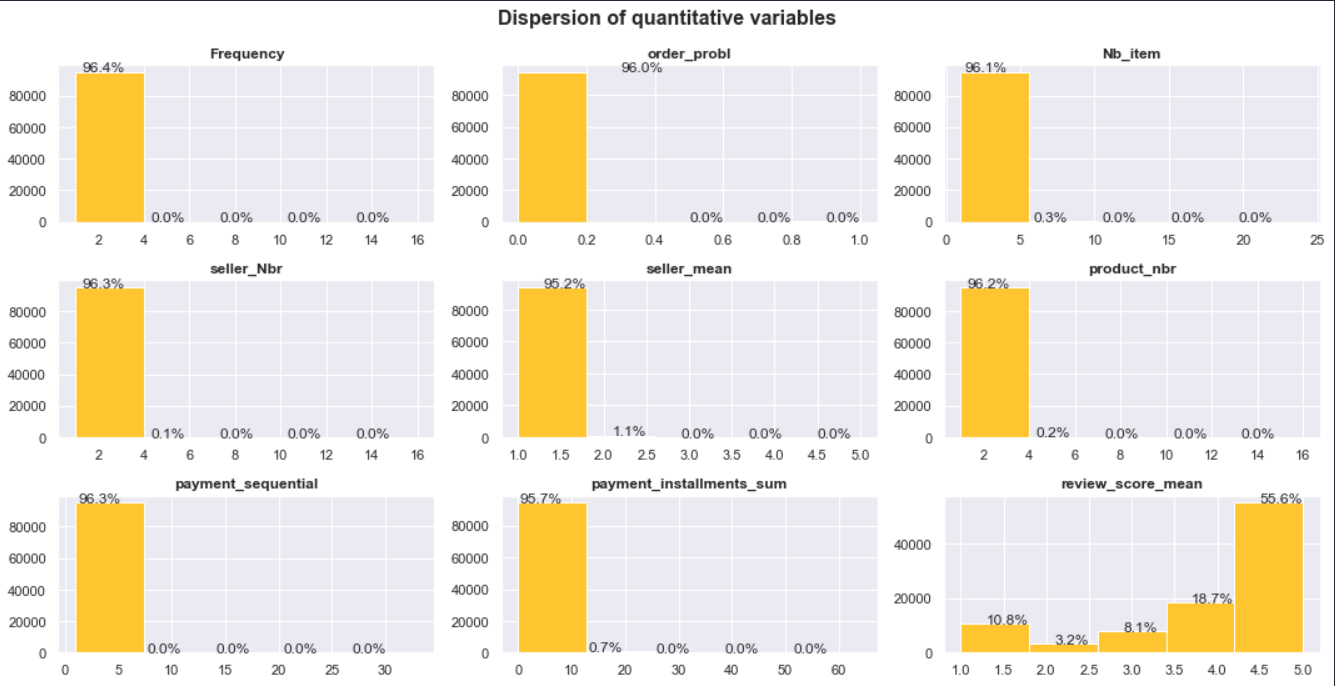 Dispersion of quantitative variables
Frequency order_probl Nb_item
96.4% 96.0% 96.1%
80000 80000 80000
60000 60000 60000
40000 40000 40000
20000 20000 20000
0 0.0% 0.0% 0.0% 0.0% 0 0.0% 0.0% 0.0% 0 0.3% 0.0% 0.0% 0.0%
2 4 6 8 10 12 14 16 0.0 0.2 0.4 0.6 0.8 1.0 0 5 10 15 20 25
seller_Nbr seller_mean product_nbr
96.3% 95.2% 96.2%
80000 80000 80000
60000 60000 60000
40000 40000 40000
20000 20000 20000
0 0.1% 0.0% 0.0% 0.0% 0 1.1% 0.0% 0.0% 0.0% 0 0.2% 0.0% 0.0% 0.0%
2 4 6 8 10 12 14 16 1.0 1.5 2.0 2.5 3.0 3.5 4.0 4.5 5.0 2 4 6 8 10 12 14 16
payment_sequential payment_installments_sum review_score_mean
96.3% 95.7% 55.6%
80000 80000 40000
60000 60000
40000 40000 20000 18.7%
20000 20000 10.8% 3.2% 8.1%
0 0.0% 0.0% 0.0% 0.0% 0 0.7% 0.0% 0.0% 0.0% 0
0 5 10 15 20 25 30 0 10 20 30 40 50 60 1.0 1.5 2.0 2.5 3.0 3.5 4.0 4.5 5.0